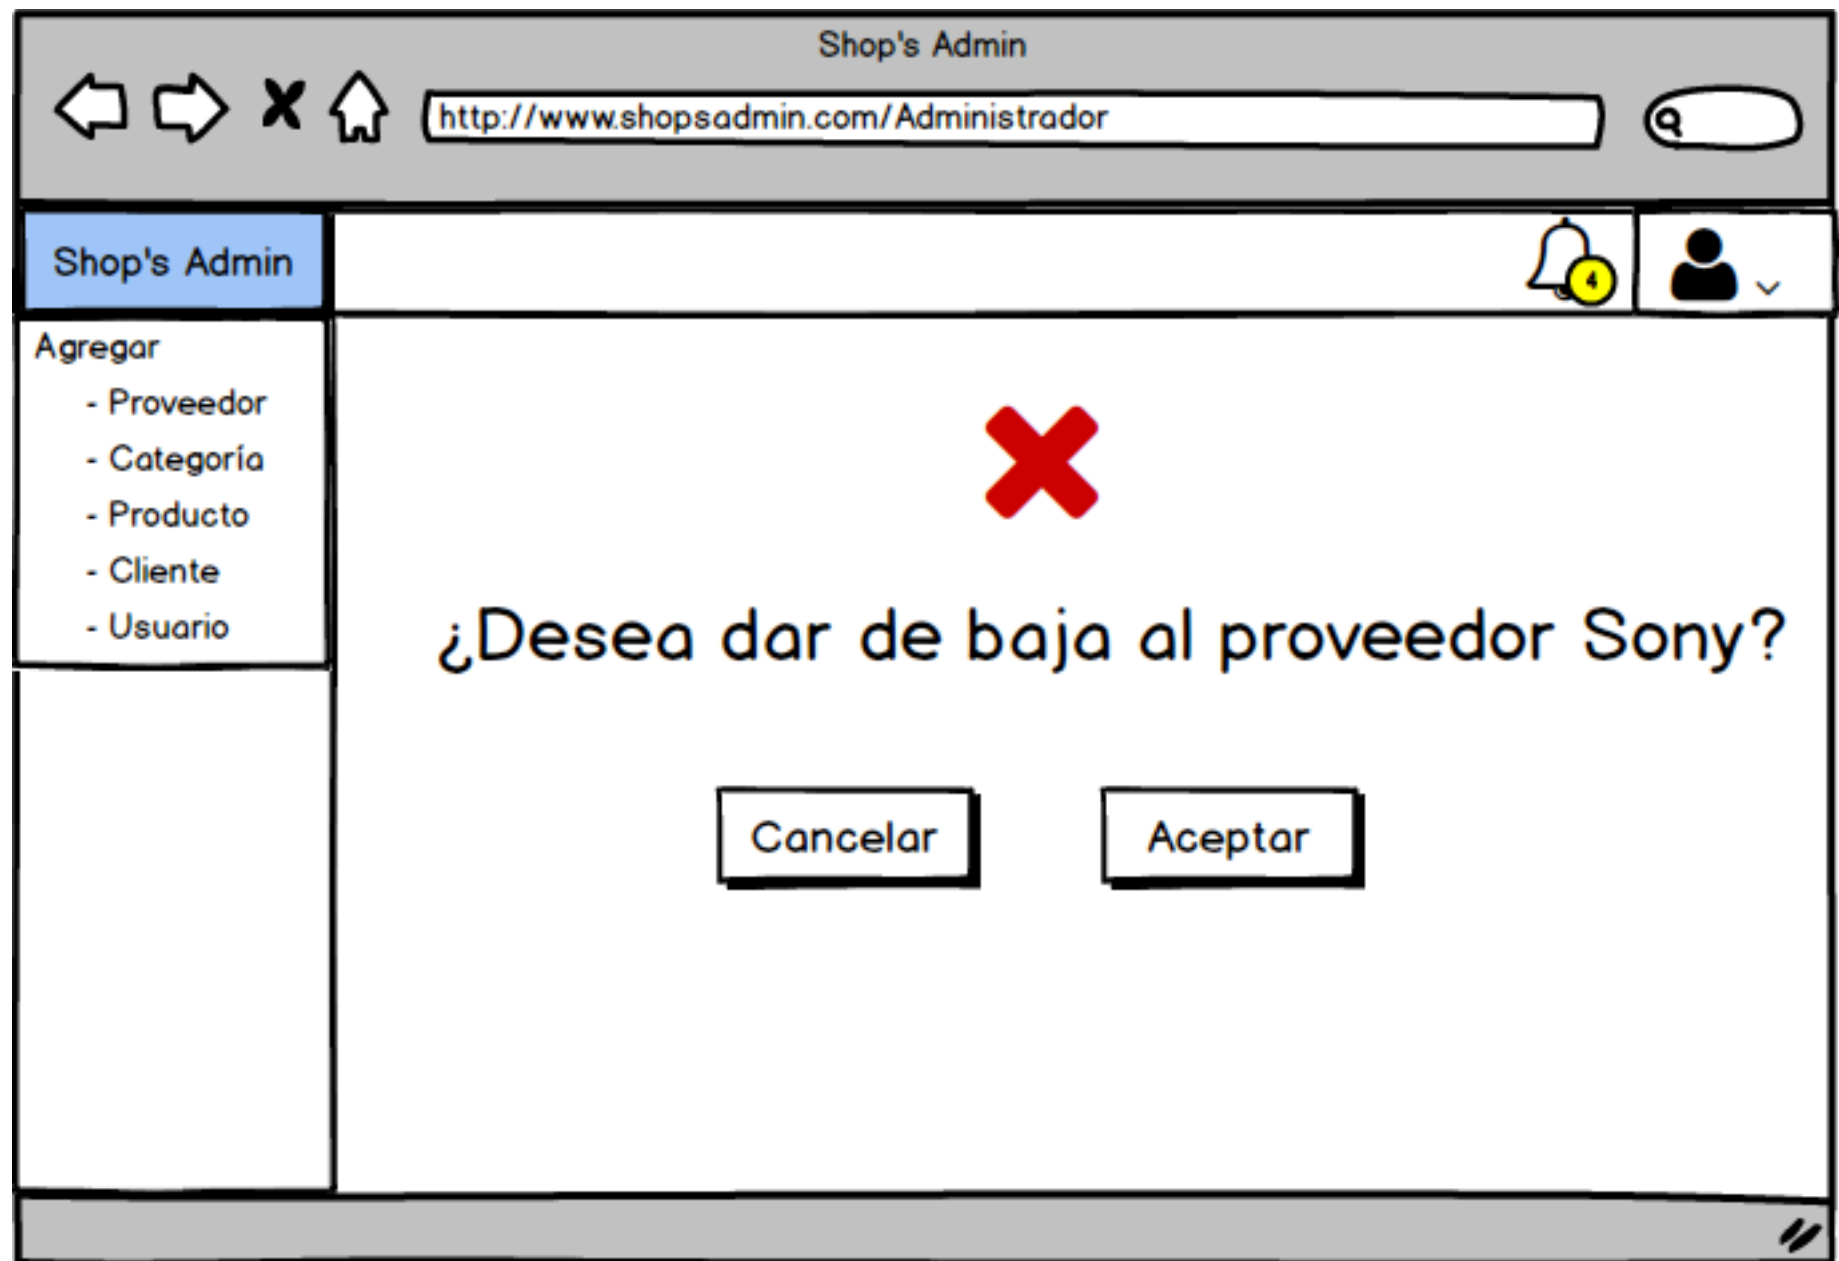 Shop's Admin
http://www.shopsadmin.com/Administrador
Shop's Admin
4
Agregar
- Proveedor
- Categoría
- Producto
- Cliente
- Usuario
¿Desea dar de baja al proveedor Sony?
Cancelar
Aceptar